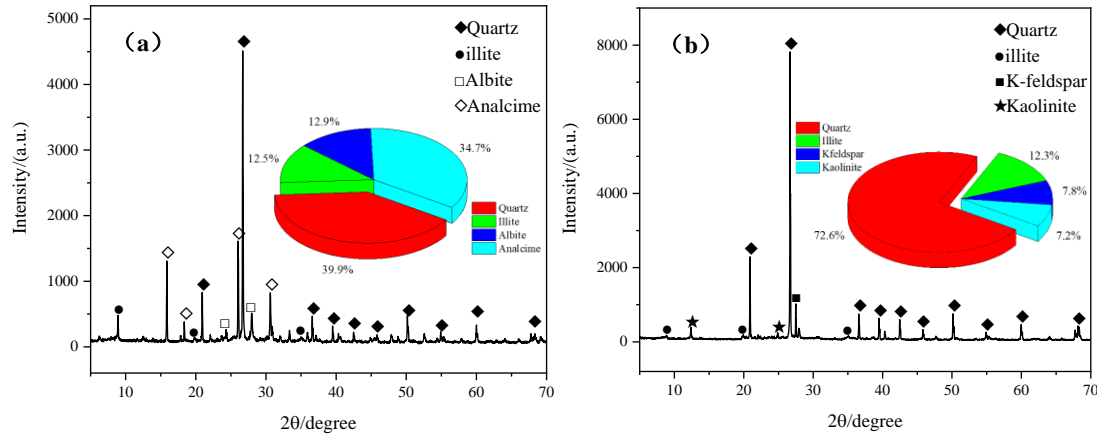 (a)
Quartz
illite
Albite
Analcime
5000
4000
3000
2000
1000
0
Intensity/(a.u.)
12.9%
34.7%
12.5%
39.9%
Quartz
Illite
Albite
Analcime
10 20 30 40 50 60 70
2θ/degree
(b)
Quartz
illite
K-feldspar
Kaolinite
8000
6000
4000
2000
0
Intensity/(a.u.)
Quartz
Illite
Kfeldspar
Kaolinite
12.3%
7.8%
7.2%
72.6%
10 20 30 40 50 60 70
2θ/degree